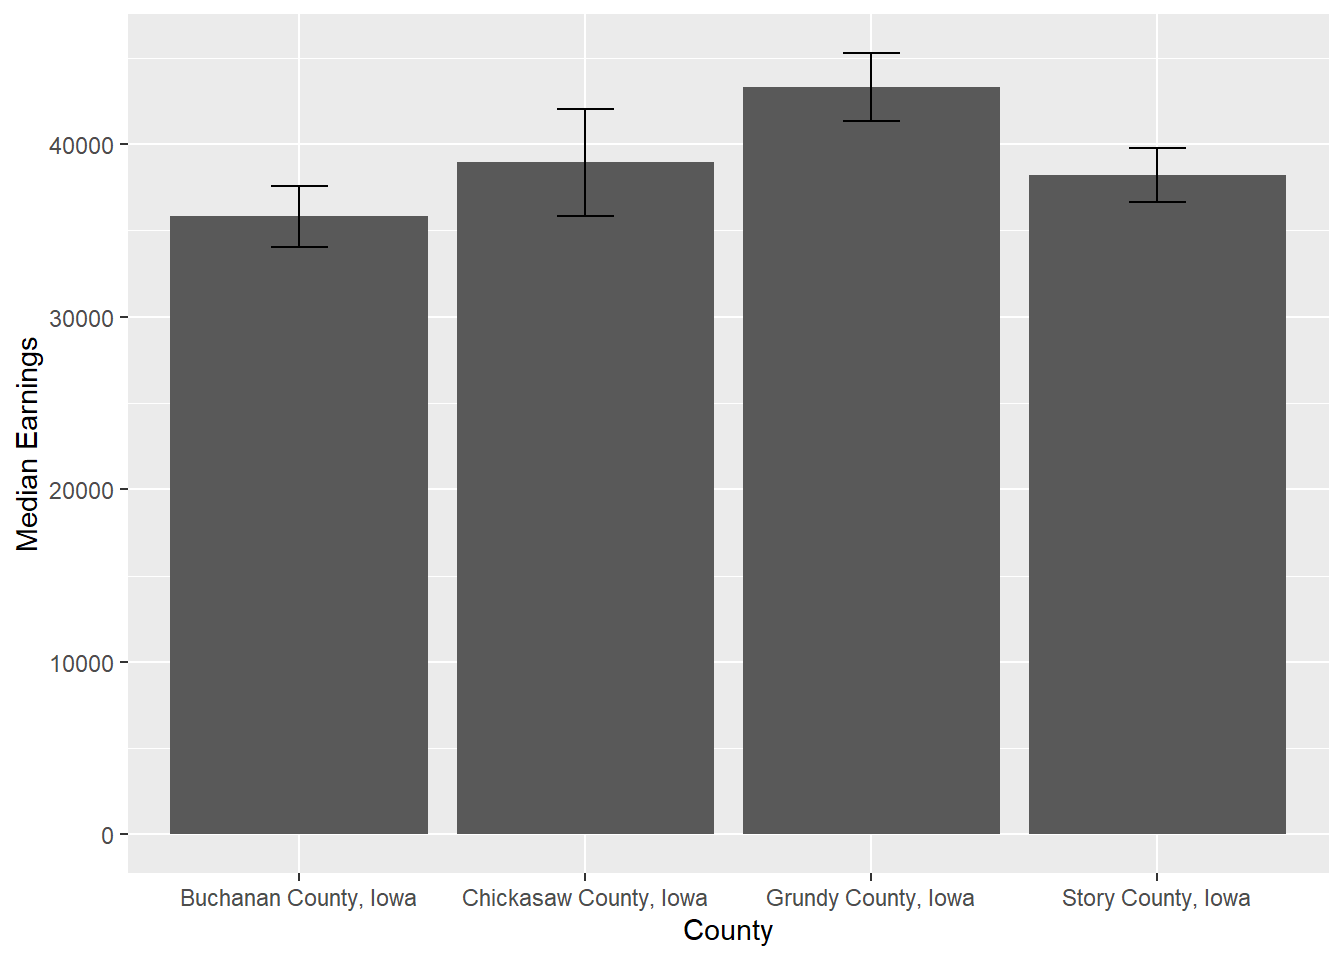 Median Earnings
40000
30000
20000
10000
0
Buchanan County, Iowa
Chickasaw County, Iowa
Grundy County, Iowa
Story County, Iowa
County